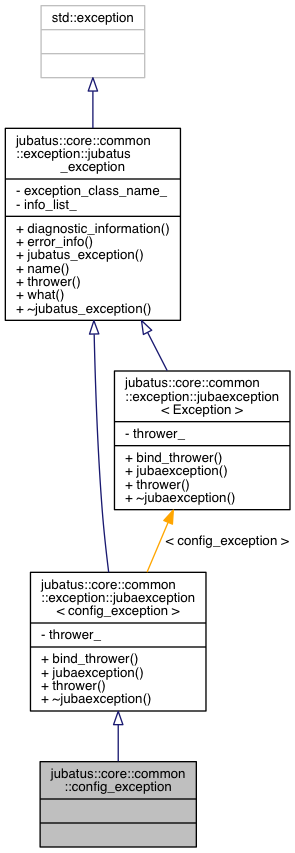 std::exception
jubatus::core::common
::exception::jubatus
_exception
- exception_class_name_
- info_list_
+ diagnostic_information()
+ error_info()
+ jubatus_exception()
+ name()
+ thrower()
+ what()
+ ~jubatus_exception()
jubatus::core::common
::exception::jubaexception
< Exception >
- thrower_
+ bind_thrower()
+ jubaexception()
+ thrower()
+ ~jubaexception()
< config_exception >
jubatus::core::common
::exception::jubaexception
< config_exception >
- thrower_
+ bind_thrower()
+ jubaexception()
+ thrower()
+ ~jubaexception()
jubatus::core::common
::config_exception